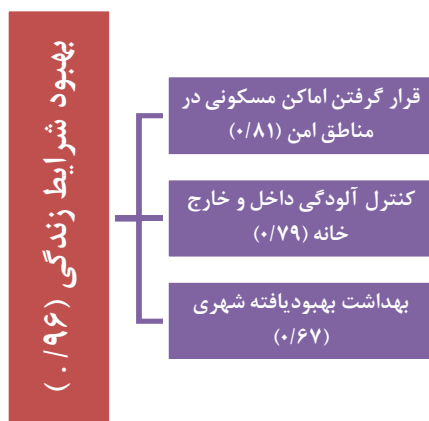 بهبود شرایط زندگی (۰/۹۶)
قرار گرفتن اماکن مسکونی در
مناطق امن (۰/۸۱)
کنترل آلودگی داخل و خارج
خانه (۰/۷۹)
بهداشت بهبودیافته شهری
(۰/۶۷)